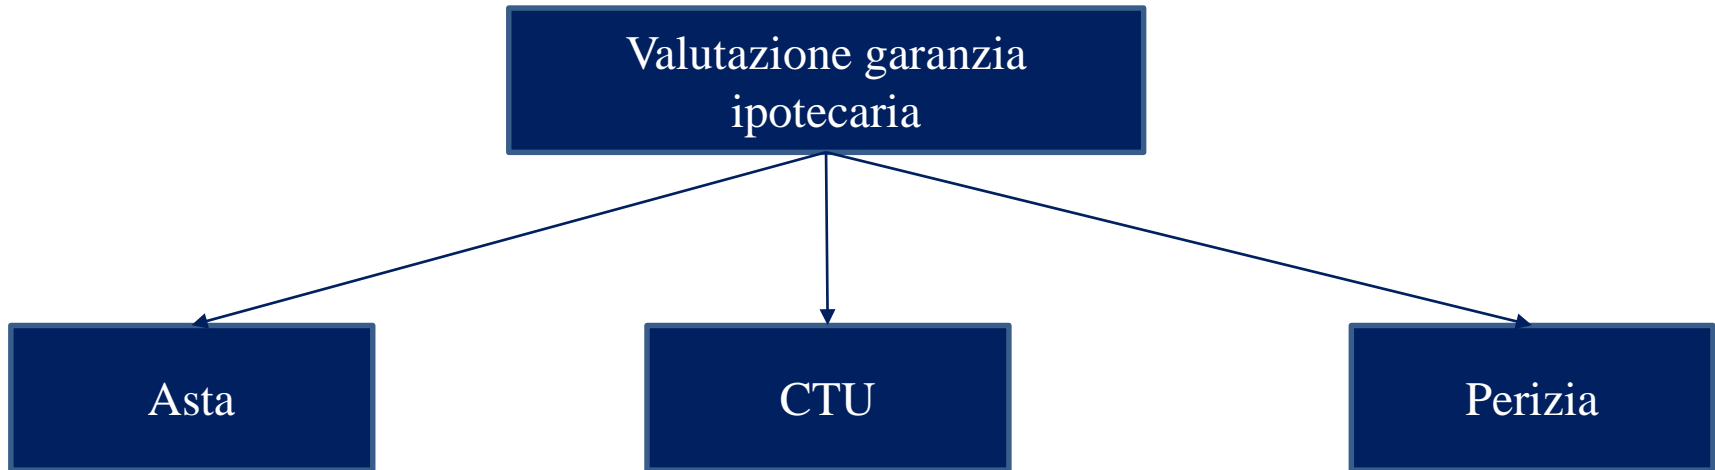 Valutazione garanzia
ipotecaria
Asta
CTU
Perizia